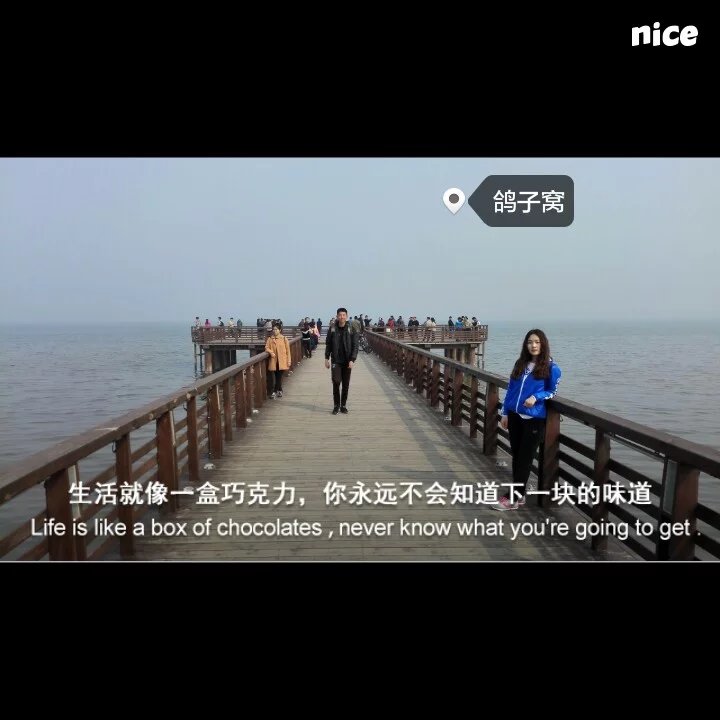 nice
鸽子窝
生活就像一盒巧克力，你永远不会知道下一块的味道
Life is like a box of chocolates , never know what you're going to get .